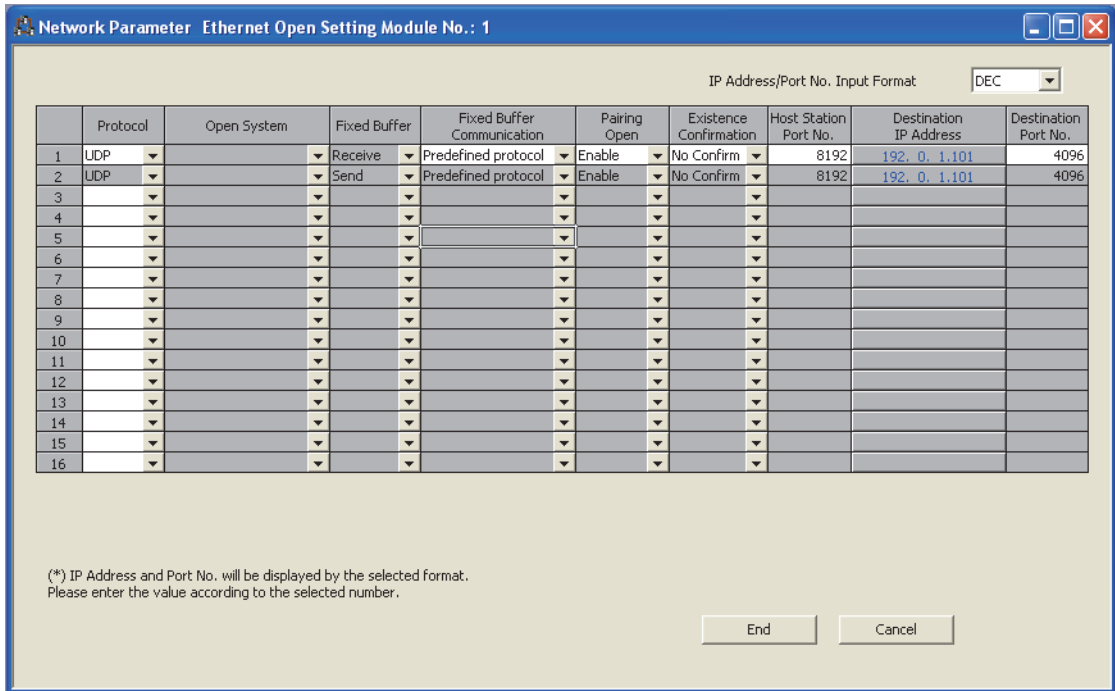 Network Parameter Ethernet Open Setting Module No.: 1
IP Address/Port No. Input Format DEC
Protocol Open System Fixed Buffer Fixed Buffer Communication Pairing Open Existence Confirmation Host Station Port No. Destination IP Address Destination Port No.
1 UDP Receive Predefined protocol Enable No Confirm 8192 192. 0. 1.101 4096
2 UDP Send Predefined protocol Enable No Confirm 8192 192. 0. 1.101 4096
3
4
5
6
7
8
9
10
11
12
13
14
15
16
(*) IP Address and Port No. will be displayed by the selected format.
Please enter the value according to the selected number.
End Cancel